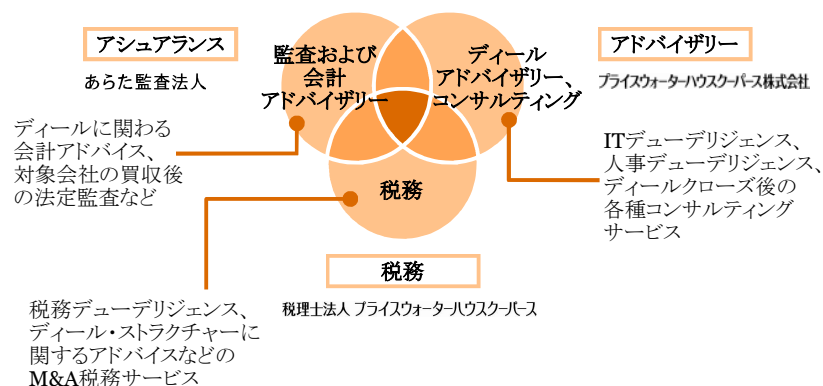 アシュアランス
あらた監査法人
監査および
会計
アドバイザリー
ディール
アドバイザリー、
コンサルティング
アドバイザリー
プライスウォーターハウスクーパース株式会社
ディールに関わる
会計アドバイス、
対象会社の買収後
の法定監査など
ITデューデリジェンス、
人事デューデリジェンス、
ディールクローズ後の
各種コンサルティング
サービス
税務
税務
税理士法人 プライスウォーターハウスクーパース
税務デューデリジェンス、
ディール・ストラクチャーに
関するアドバイスなどの
M&A税務サービス